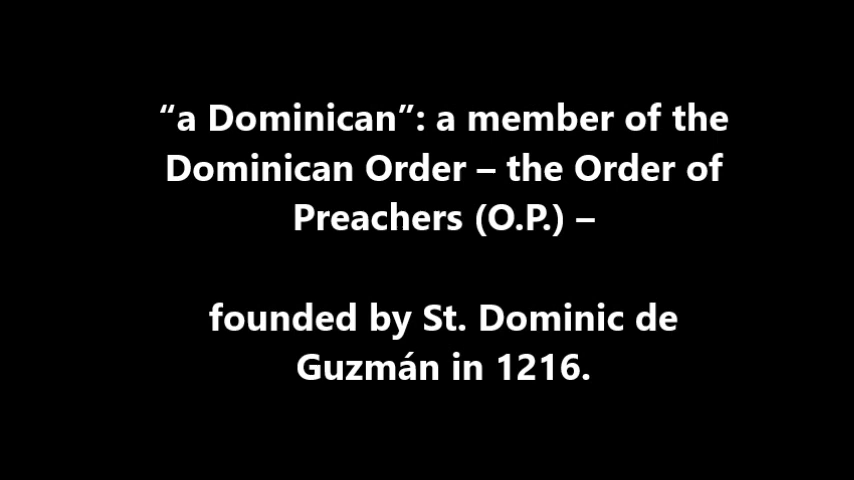 “a Dominican”: a member of the
Dominican Order – the Order of
Preachers (O.P.) –
founded by St. Dominic de
Guzmán in 1216.